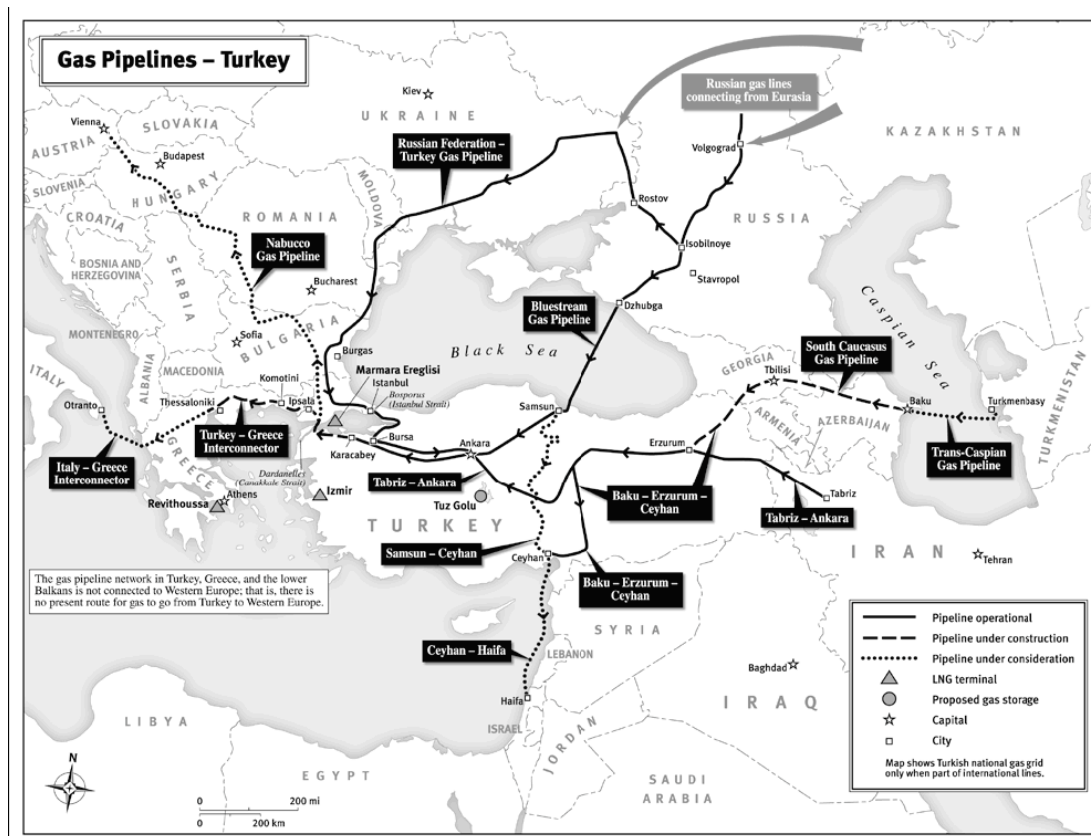 Gas Pipelines – Turkey
Kiev
UKRAINE
Russian gas lines
connecting from Eurasia
KAZAKHSTAN
Vienna
SLOVAKIA
AUSTRIA
Budapest
Russian Federation –
Turkey Gas Pipeline
Volgograd
SLOVENIA
HUNGARY
MOLDOVA
CROATIA
ROMANIA
Rostov
RUSSIA
Nabucco
Gas Pipeline
Isobilnoye
BOSNIA AND
HERZEGOVINA
SERBIA
Bucharest
Stavropol
Caspian Sea
Bluestream
Gas Pipeline
Dzhubga
MONTENEGRO
Sofia
BULGARIA
Black Sea
South Caucasus
Gas Pipeline
Burgas
GEORGIA
Tbilisi
ITALY
ALBANIA
MACEDONIA
Marmara Ereglisi
Istanbul
Bosporus
(Istanbul Strait)
Komotini
Otranto
Thessaloniki
Ipsala
Samsun
ARMENIA
AZERBAIJAN
Baku
Turkmenbasy
TURKMENISTAN
Turkey – Greece
Interconnector
Bursa
Ankara
Erzurum
Trans-Caspian
Gas Pipeline
Italy – Greece
Interconnector
GREECE
Karacabey
Dardanelles
(Canakkale Strait)
Tabriz – Ankara
Baku – Erzurum –
Ceyhan
Tabriz
Athens
Revithoussa
Izmir
Tuz Golu
Tabriz – Ankara
TURKEY
Samsun – Ceyhan
Ceyhan
IRAN
Tehran
The gas pipeline network in Turkey, Greece, and the lower
Balkans is not connected to Western Europe; that is, there is
no present route for gas to go from Turkey to Western Europe.
Baku – Erzurum –
Ceyhan
SYRIA
Ceyhan – Haifa
LEBANON
Baghdad
IRAQ
Haifa
ISRAEL
JORDAN
LIBYA
EGYPT
SAUDI
ARABIA
Pipeline operational
Pipeline under construction
Pipeline under consideration
LNG terminal
Proposed gas storage
Capital
City
Map shows Turkish national gas grid
only when part of international lines.
N
0 200 mi
0 200 km